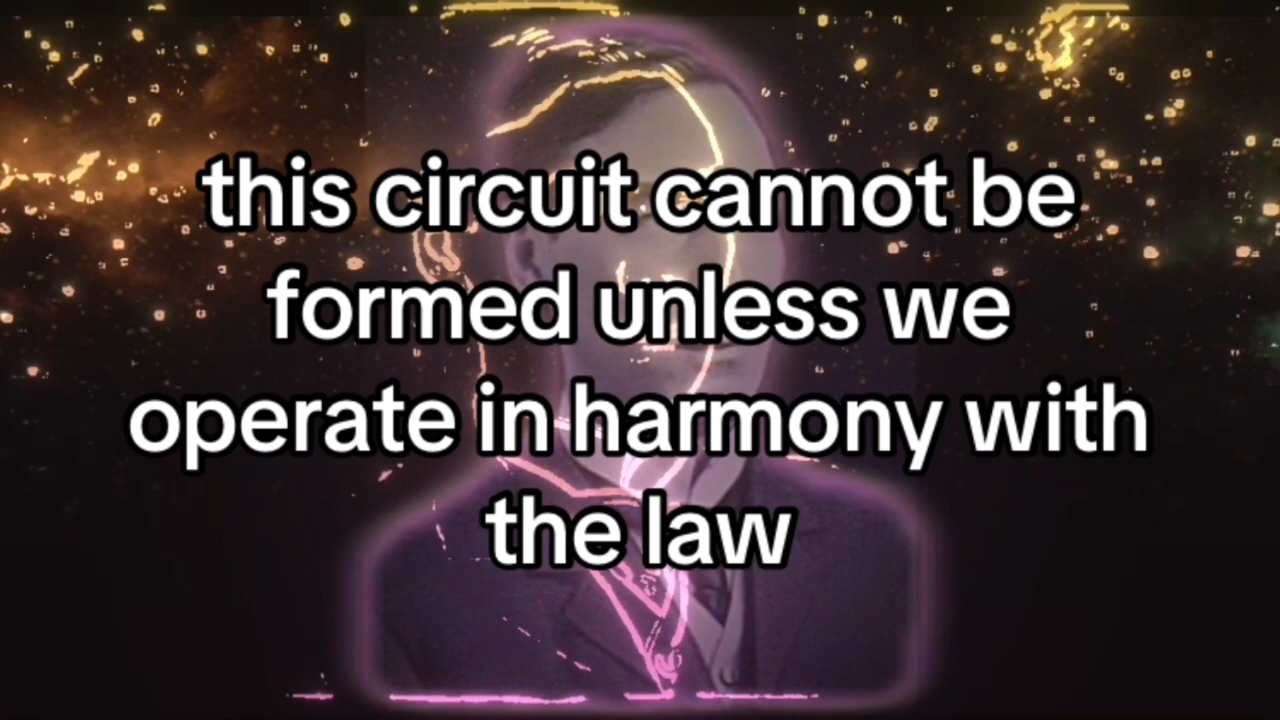 this circuit cannot be
formed unless we
operate in harmony with
the law